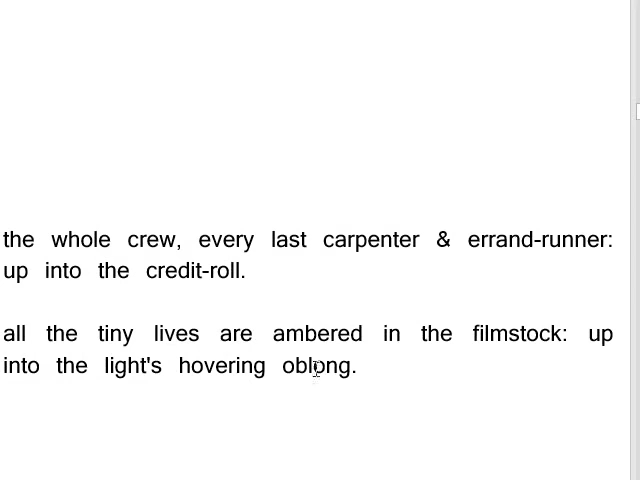 the whole crew, every last carpenter & errand-runner:
up into the credit-roll.
all the tiny lives are ambered in the filmstock: up
into the light's hovering oblong.